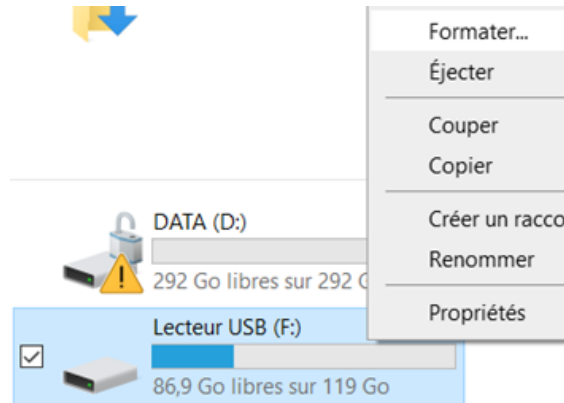 Formater...
Éjecter
Couper
Copier
Créer un racco
Renommer
Propriétés
DATA (D:)
292 Go libres sur 292 G
Lecteur USB (F:)
86,9 Go libres sur 119 Go